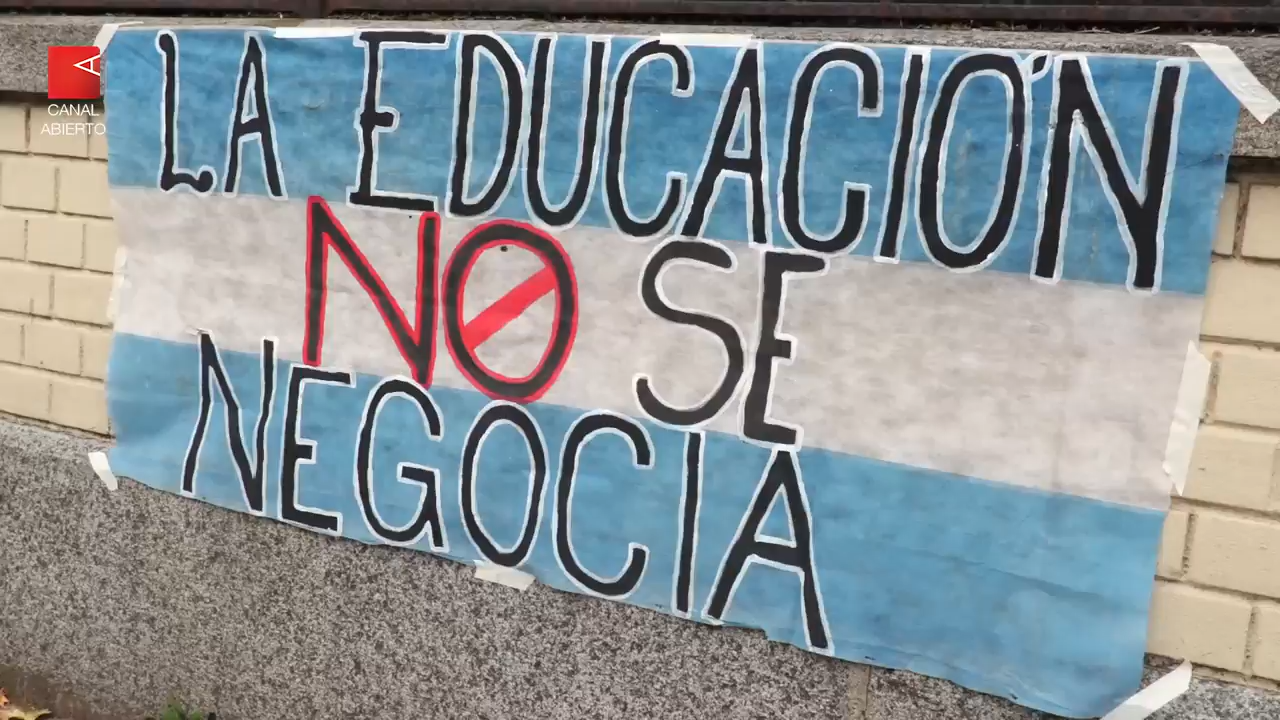 CANAL
ABIERTO
LA EDUCACIÓN
NO SE
NEGOCIA